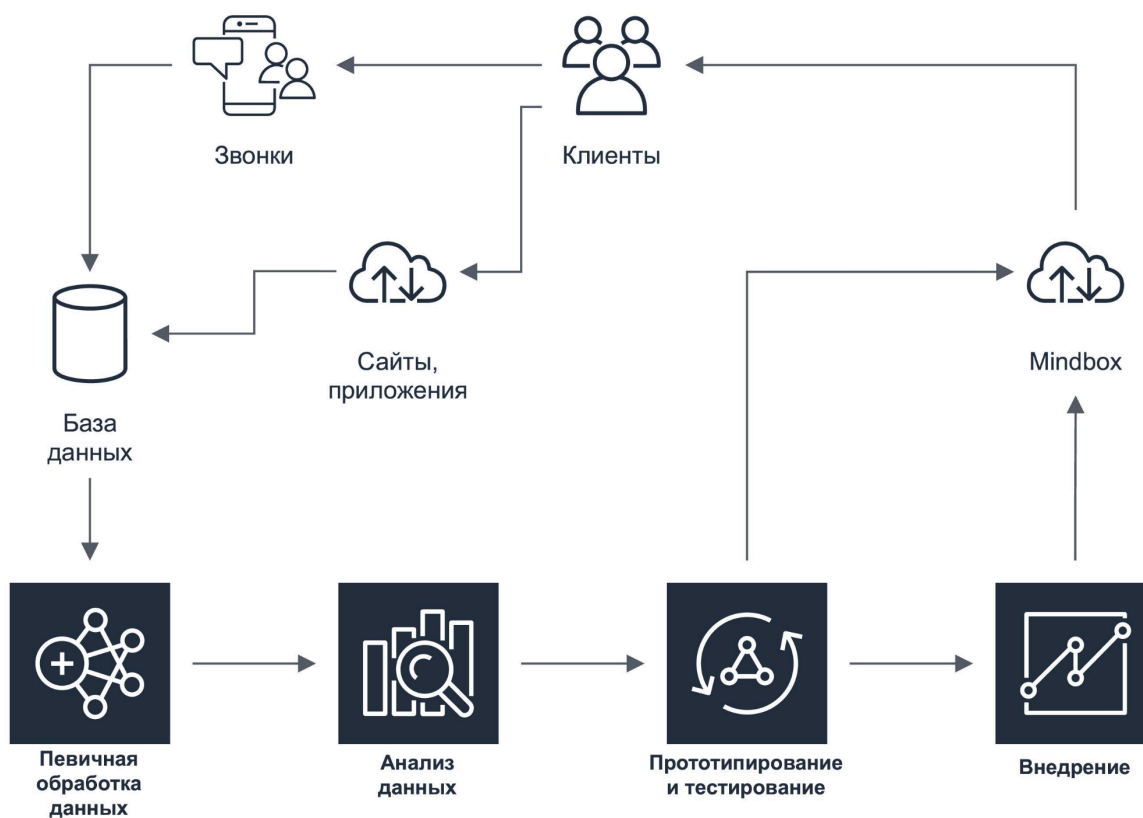 Звонки
Клиенты
Сайты,
приложения
Mindbox
База
данных
Певичная
обработка
данных
Анализ
данных
Прототипирование
и тестирование
Внедрение